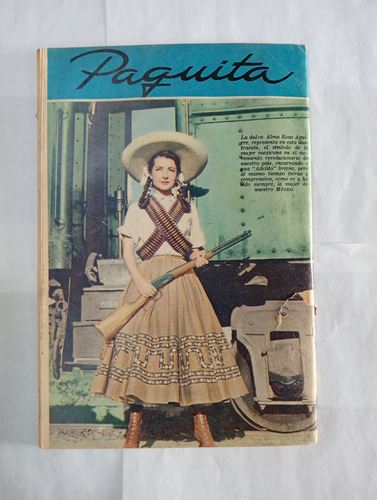 Paquita
La dulce Alma Rosa Agui-
rre, representa en esta ilus-
tración, el símbolo de la
mujer mexicana en el mo-
vimiento revolucionario de
nuestro país, encarnando a
una "Adelita" bravía, pero
al mismo tiempo tierna y
comprensiva, como es y ha
sido siempre, la mujer de
nuestro México.